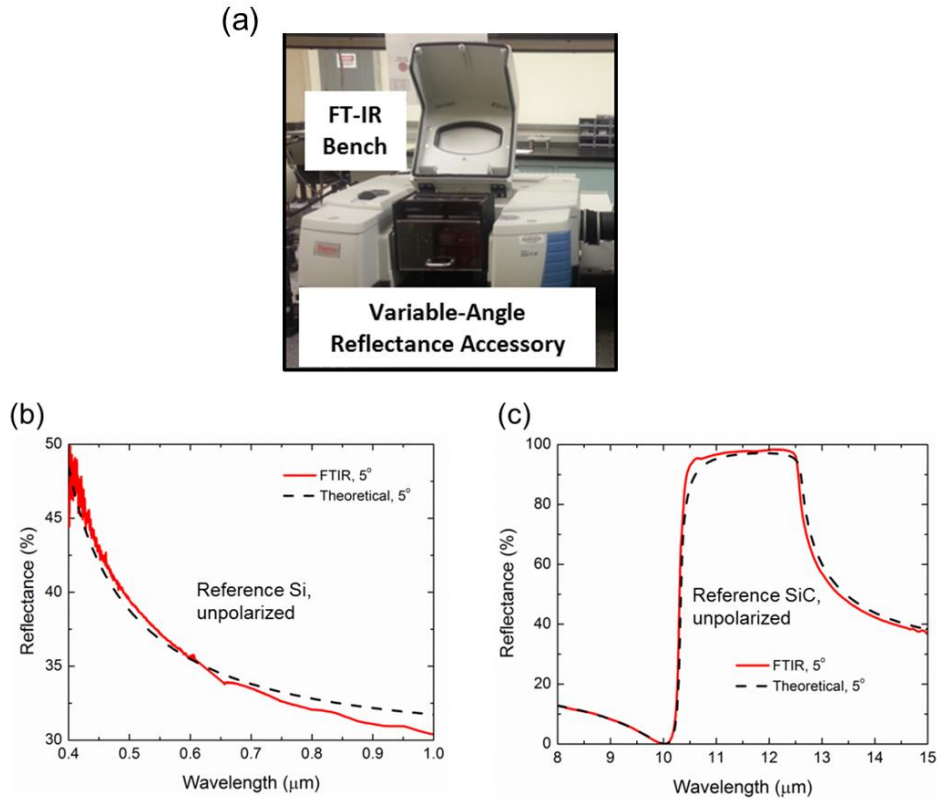 (a)
FT-IR
Bench
Variable-Angle
Reflectance Accessory
(b)
50
45
40
35
30
Reflectance (%)
FTIR, 5°
Theoretical, 5°
Reference Si,
unpolarized
0.4 0.5 0.6 0.7 0.8 0.9 1.0
Wavelength (μm)
(c)
100
80
60
40
20
0
Reflectance (%)
Reference SiC,
unpolarized
FTIR, 5°
Theoretical, 5°
8 9 10 11 12 13 14 15
Wavelength (μm)